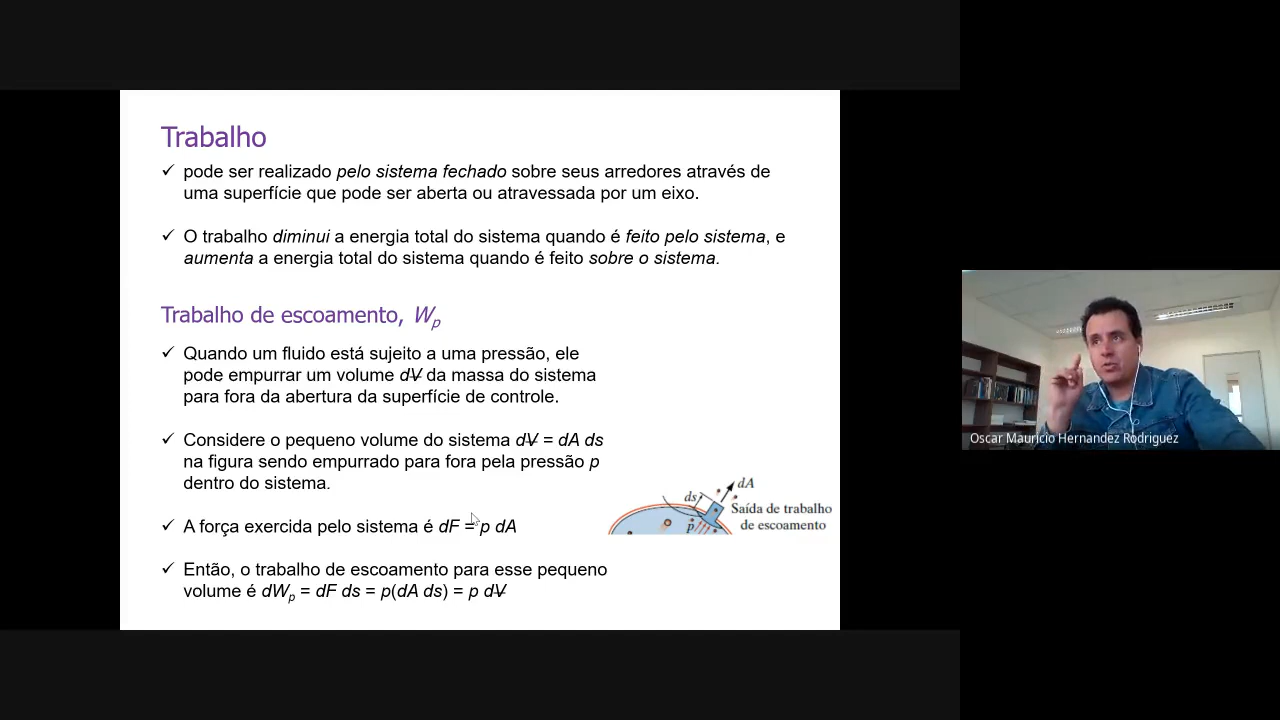 Trabalho
✓ pode ser realizado pelo sistema fechado sobre seus arredores através de
uma superfície que pode ser aberta ou atravessada por um eixo.
✓ O trabalho diminui a energia total do sistema quando é feito pelo sistema, e
aumenta a energia total do sistema quando é feito sobre o sistema.
Trabalho de escoamento, Wp
✓ Quando um fluido está sujeito a uma pressão, ele
pode empurrar um volume dV̶ da massa do sistema
para fora da abertura da superfície de controle.
✓ Considere o pequeno volume do sistema dV̶ = dA ds
na figura sendo empurrado para fora pela pressão p
dentro do sistema.
✓ A força exercida pelo sistema é dF = p dA
✓ Então, o trabalho de escoamento para esse pequeno
volume é dWp = dF ds = p(dA ds) = p dV̶
dA
ds
Saída de trabalho
de escoamento
p
Oscar Mauricio Hernandez Rodriguez